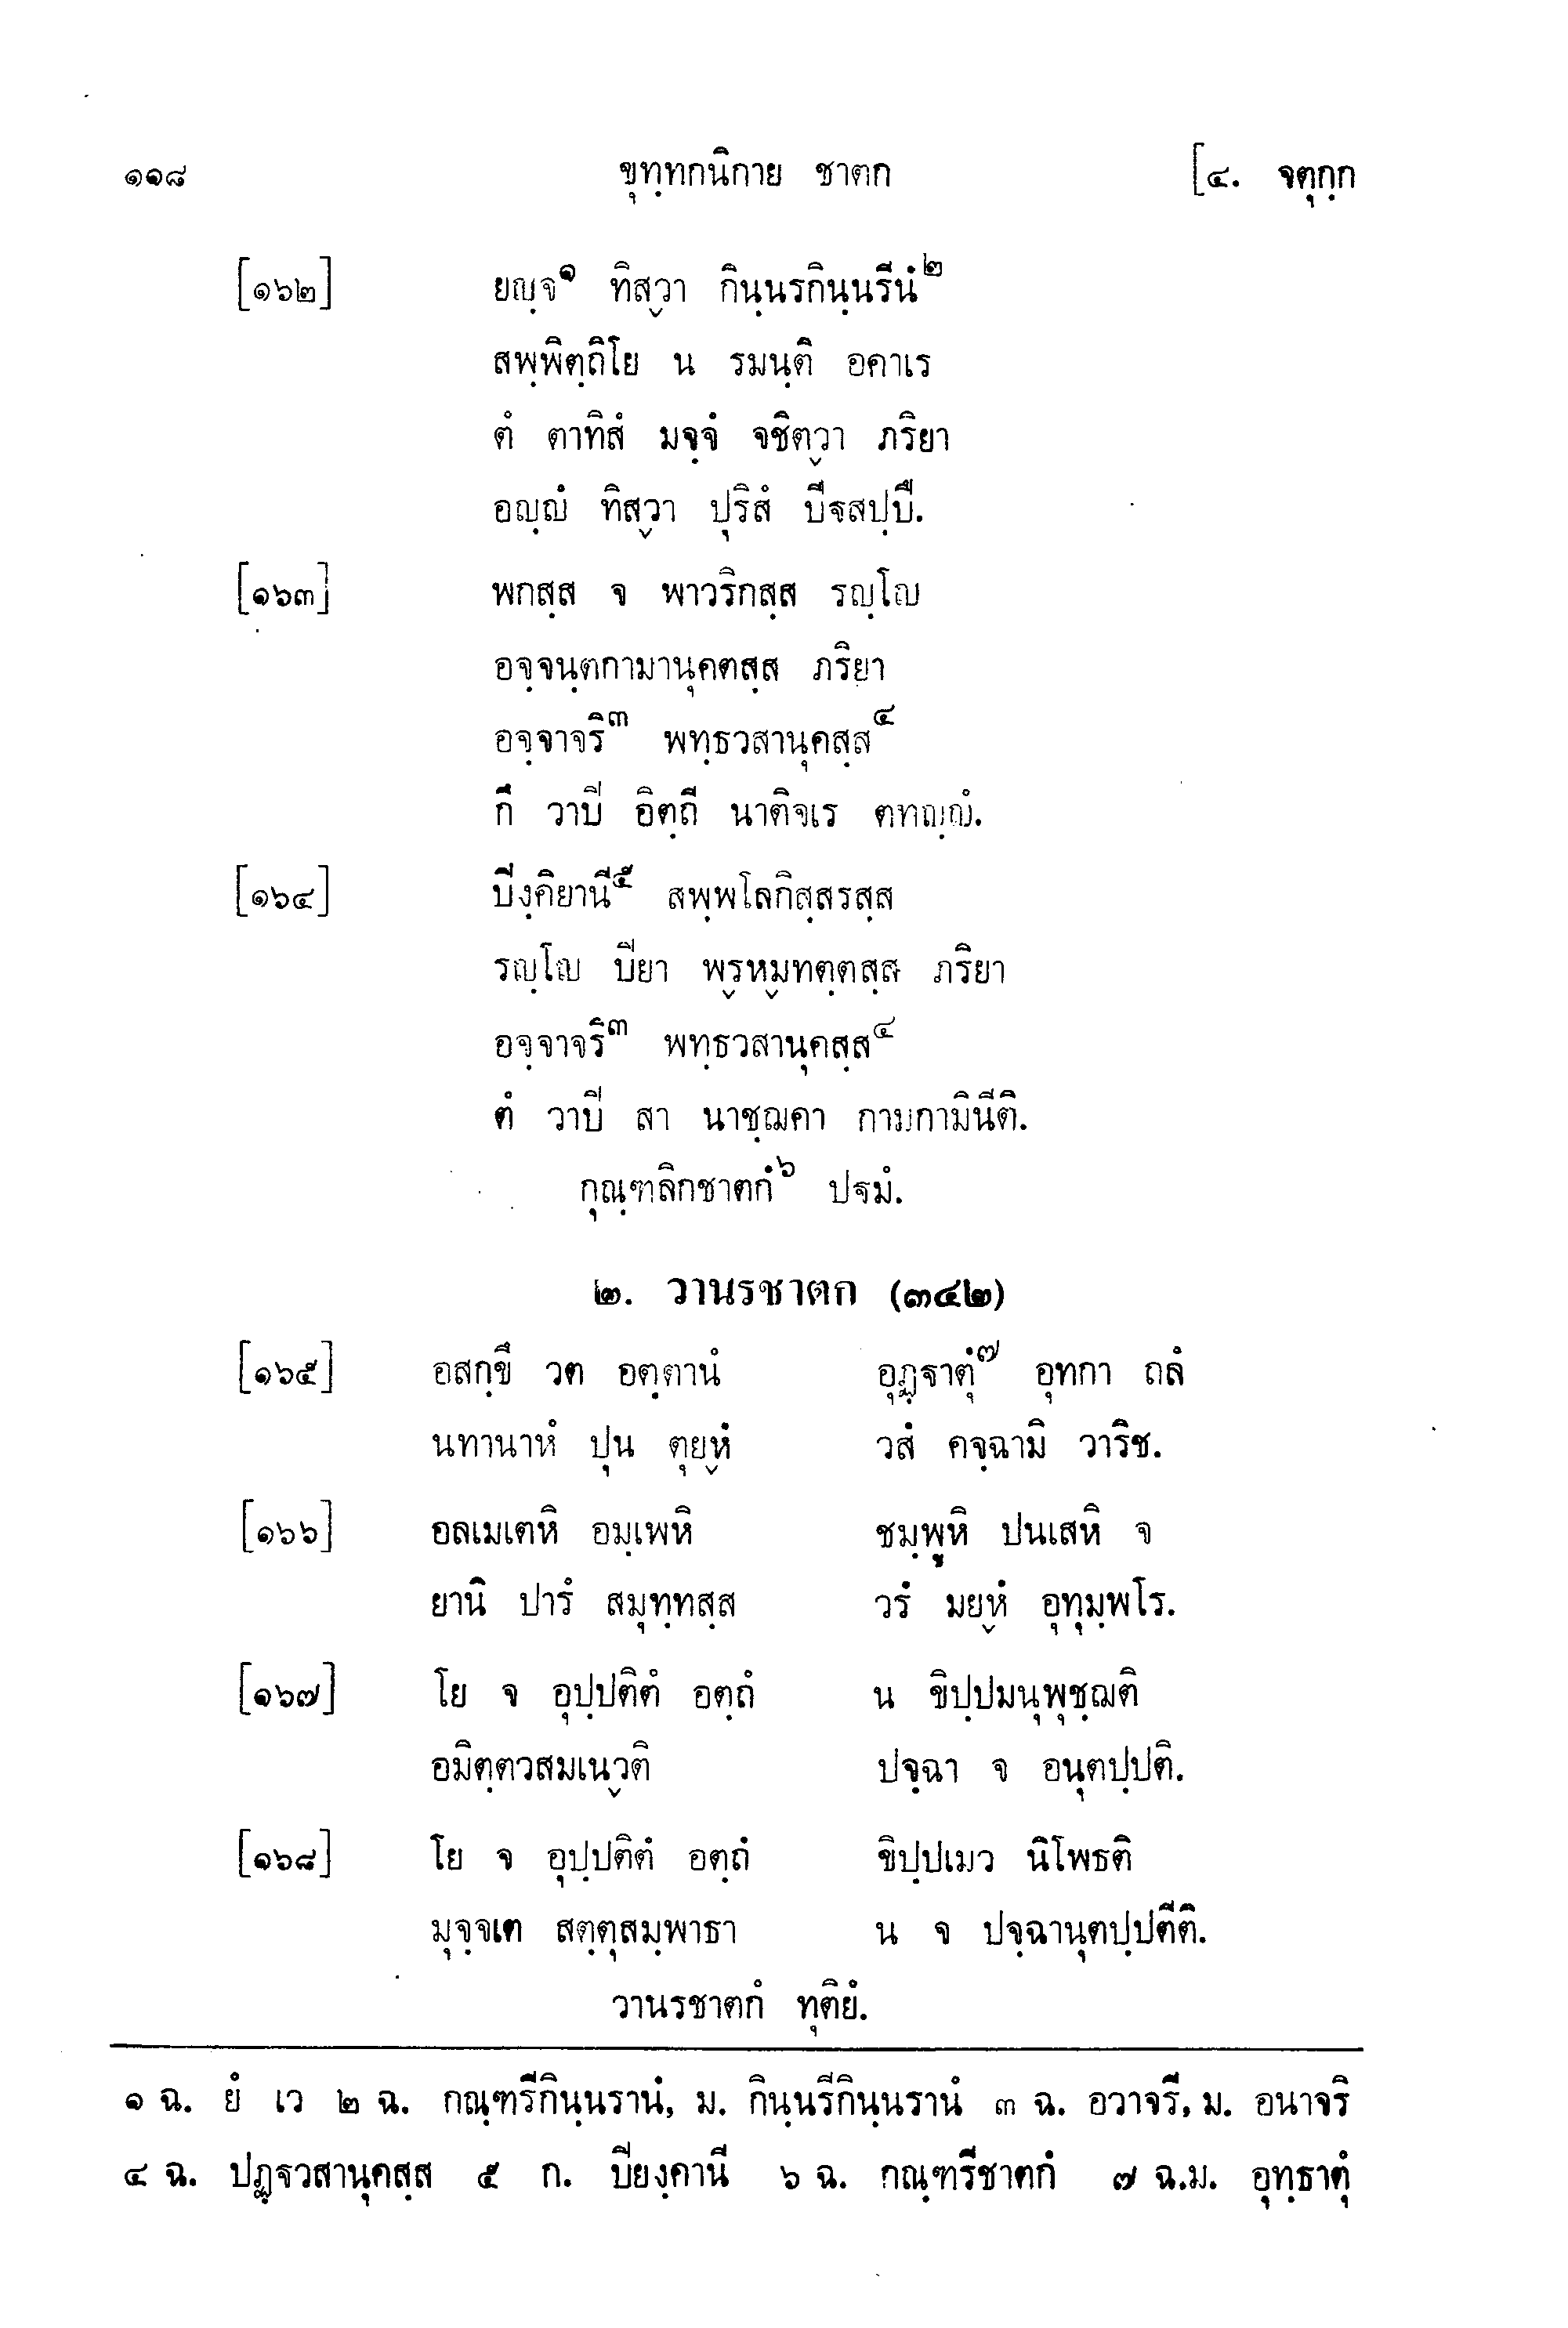 ๑๑๘ ขุทฺทกนิกาย ชาตก [๔. จตุกฺก
[๑๖๒] ยญฺจ๑ ทิสฺวา กินฺนรกินฺนรีนํ๒
สพฺพิตฺถิโย น รมนฺติ อคาเร
ตํ ตาทิสํ มจฺจํ จชิตฺวา ภริยา
อญฺญํ ทิสฺวา ปุริสํ ปีฐสปฺปึ.
[๑๖๓] พกสฺส จ พาวริกสฺส รญฺโญ
อจฺจนฺตกามานุคตสฺส ภริยา
อจฺจาจริ๓ พทฺธวสานุคสฺส๔
กึ วาปิ อิตฺถี นาติจเร ตทญฺญํ.
[๑๖๔] ปิงฺคิยานี๕ สพฺพโลกิสฺสรสฺส
รญฺโญ ปิยา พฺรหฺมทตฺตสฺส ภริยา
อจฺจาจริ๓ พทฺธวสานุคสฺส๔
ตํ วาปิ สา นาชฺฌคา กามกามินีติ.
กุณฺฑลิกชาตกํ๖ ปฐมํ.
๒. วานรชาตก (๓๔๒)
[๑๖๕] อสกฺขึ วต อตฺตานํ อุฏฺฐาตุํ๗ อุทกา ถลํ
นทานาหํ ปุน ตุยฺหํ วสํ คจฺฉามิ วาริช.
[๑๖๖] อลเมเตหิ อมฺเพหิ ชมฺพูหิ ปนเสหิ จ
ยานิ ปารํ สมุทฺทสฺส วรํ มยฺหํ อุทุมฺพโร.
[๑๖๗] โย จ อุปฺปติตํ อตฺถํ น ขิปฺปมนุพุชฺฌติ
อมิตฺตวสมเนฺวติ ปจฺฉา จ อนุตปฺปติ.
[๑๖๘] โย จ อุปฺปติตํ อตฺถํ ขิปฺปเมว นิโพธติ
มุจฺจเต สตฺตุสมฺพาธา น จ ปจฺฉานุตปฺปตีติ.
วานรชาตกํ ทุติยํ.
๑ ฉ. ยํ เว ๒ ฉ. กณฺฑรีกินฺนรานํ, ม. กินฺนรีกินฺนรานํ ๓ ฉ. อวาจรี, ม. อนาจริ
๔ ฉ. ปฏฺฐวสานุคสฺส ๕ ก. ปิยงฺคานี ๖ ฉ. กณฺฑรีชาตกํ ๗ ฉ.ม. อุทฺธาตุํ